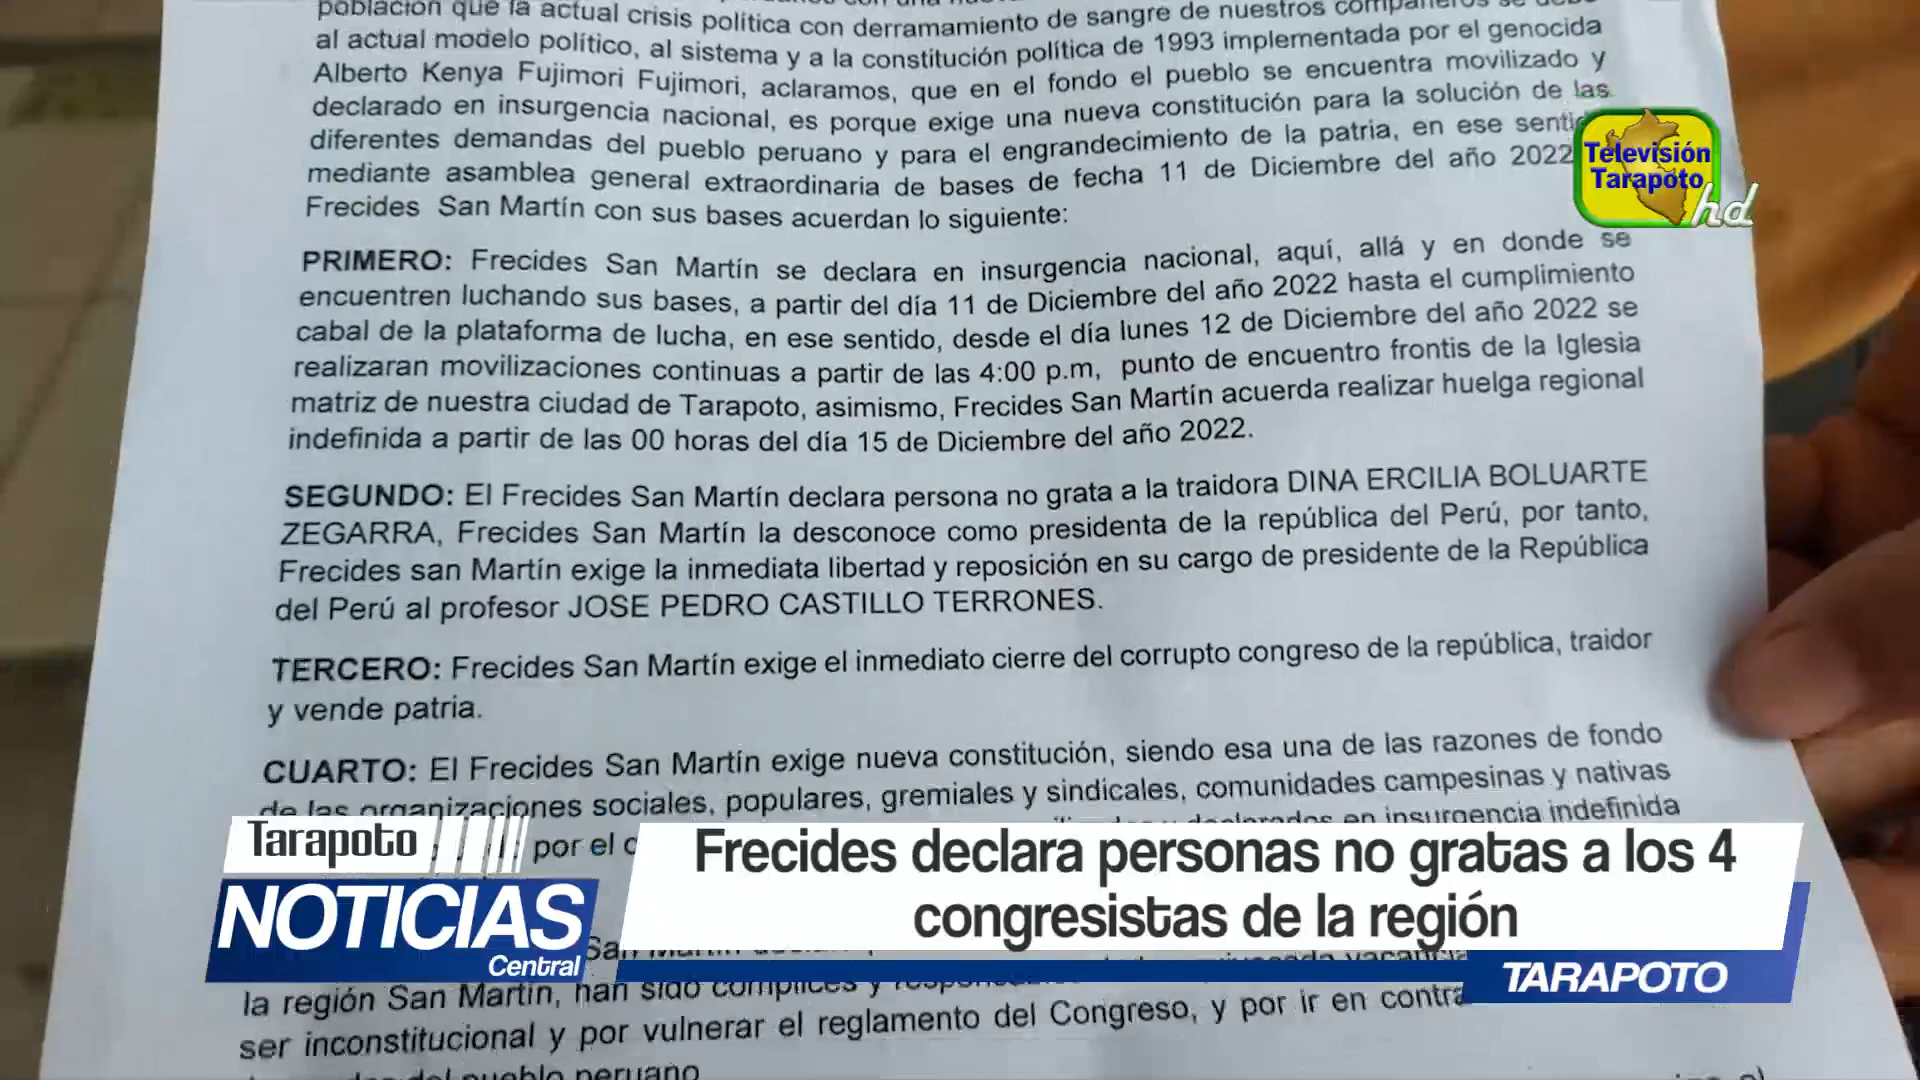 población que la actual crisis política con derramamiento de sangre de nuestros compañeros se debe
al actual modelo político, al sistema y a la constitución política de 1993 implementada por el genocida
Alberto Kenya Fujimori Fujimori, aclaramos, que en el fondo el pueblo se encuentra movilizado y
declarado en insurgencia nacional, es porque exige una nueva constitución para la solución de las
diferentes demandas del pueblo peruano y para el engrandecimiento de la patria, en ese
mediante asamblea general extraordinaria de bases de fecha 11 de Diciembre del año 2022
Frecides San Martín con sus bases acuerdan lo siguiente:
PRIMERO: Frecides San Martín se declara en insurgencia nacional, aquí, allá y en donde se
encuentren luchando sus bases, a partir del día 11 de Diciembre del año 2022 hasta el cumplimiento
cabal de la plataforma de lucha, en ese sentido, desde el día lunes 12 de Diciembre del año 2022 se
realizaran movilizaciones continuas a partir de las 4:00 p.m, punto de encuentro frontis de la Iglesia
matriz de nuestra ciudad de Tarapoto, asimismo, Frecides San Martín acuerda realizar huelga regional
indefinida a partir de las 00 horas del día 15 de Diciembre del año 2022.
SEGUNDO: El Frecides San Martín declara persona no grata a la traidora DINA ERCILIA BOLUARTE
ZEGARRA, Frecides San Martín la desconoce como presidenta de la república del Perú, por tanto,
Frecides san Martín exige la inmediata libertad y reposición en su cargo de presidente de la República
del Perú al profesor JOSE PEDRO CASTILLO TERRONES.
TERCERO: Frecides San Martín exige el inmediato cierre del corrupto congreso de la república, traidor
y vende patria.
CUARTO: El Frecides San Martín exige nueva constitución, siendo esa una de las razones de fondo
de las organizaciones sociales, populares, gremiales y sindicales, comunidades campesinas y nativas
declarados en insurgencia indefinida
por el
San Martín
vacancia
la región San Martín, han sido cómplices y
ser inconstitucional y por vulnerar el reglamento del Congreso, y por ir en contra
del pueblo peruano
Televisión
Tarapoto
hd
Tarapoto
NOTICIAS
Central
Frecides declara personas no gratas a los 4
congresistas de la región
TARAPOTO